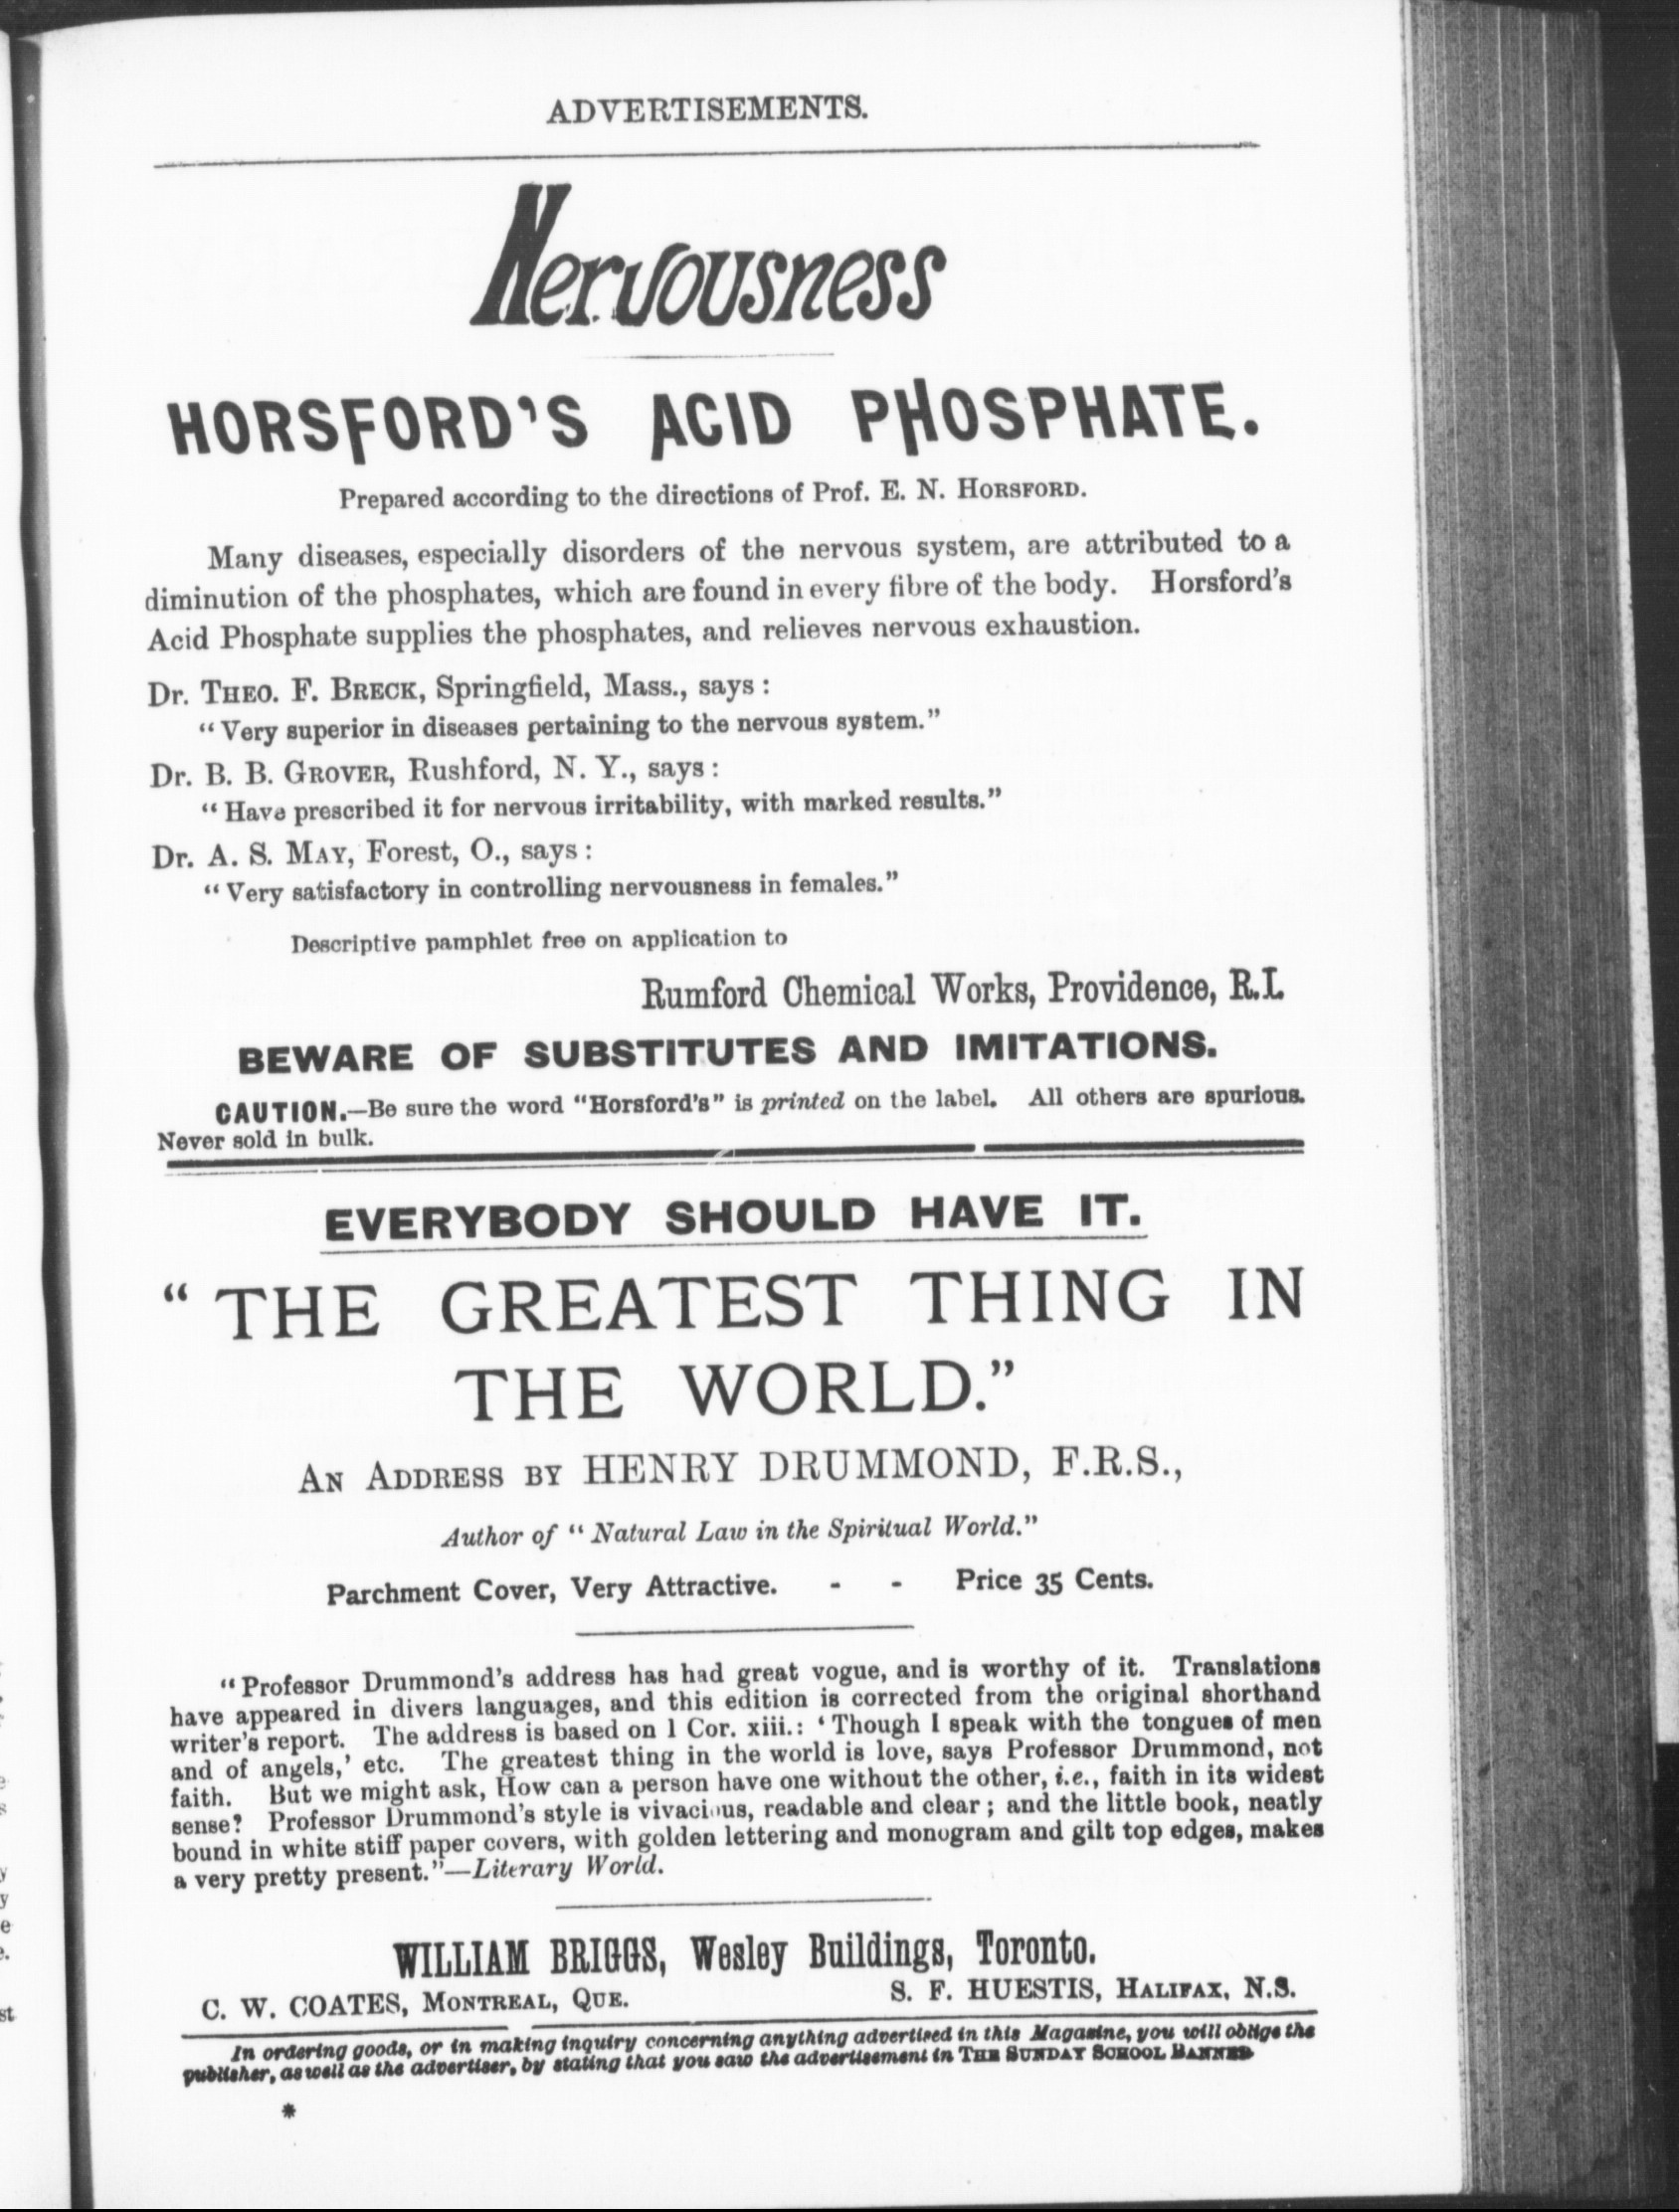 ADVERTISEMENTS.
Nervousness
HORSFORD'S ACID PHOSPHATE.
Prepared according to the directions of Prof. E. N. HORSFORD.
Many diseases, especially disorders of the nervous system, are attributed to a
diminution of the phosphates, which are found in every fibre of the body. Horsford's
Acid Phosphate supplies the phosphates, and relieves nervous exhaustion.
Dr. THEO. F. BRECK, Springfield, Mass., says :
"Very superior in diseases pertaining to the nervous system."
Dr. B. B. GROVER, Rushford, N. Y., says :
"Have prescribed it for nervous irritability, with marked results."
Dr. A. S. MAY, Forest, O., says :
"Very satisfactory in controlling nervousness in females."
Descriptive pamphlet free on application to
Rumford Chemical Works, Providence, R.I.
BEWARE OF SUBSTITUTES AND IMITATIONS.
CAUTION.—Be sure the word "Horsford's" is printed on the label. All others are spurious.
Never sold in bulk.
EVERYBODY SHOULD HAVE IT.
"THE GREATEST THING IN
THE WORLD."
AN ADDRESS BY HENRY DRUMMOND, F.R.S.,
Author of "Natural Law in the Spiritual World."
Parchment Cover, Very Attractive. - - Price 35 Cents.
"Professor Drummond's address has had great vogue, and is worthy of it. Translations
have appeared in divers languages, and this edition is corrected from the original shorthand
writer's report. The address is based on 1 Cor. xiii.: 'Though I speak with the tongues of men
and of angels,' etc. The greatest thing in the world is love, says Professor Drummond, not
faith. But we might ask, How can a person have one without the other, i.e., faith in its widest
sense? Professor Drummond's style is vivacious, readable and clear; and the little book, neatly
bound in white stiff paper covers, with golden lettering and monogram and gilt top edges, makes
a very pretty present."—Literary World.
WILLIAM BRIGGS, Wesley Buildings, Toronto.
C. W. COATES, MONTREAL, QUE. S. F. HUESTIS, HALIFAX, N.S.
In ordering goods, or in making inquiry concerning anything advertised in this Magazine, you will oblige the
publisher, as well as the advertiser, by stating that you saw the advertisement in THE SUNDAY SCHOOL BANNER
*